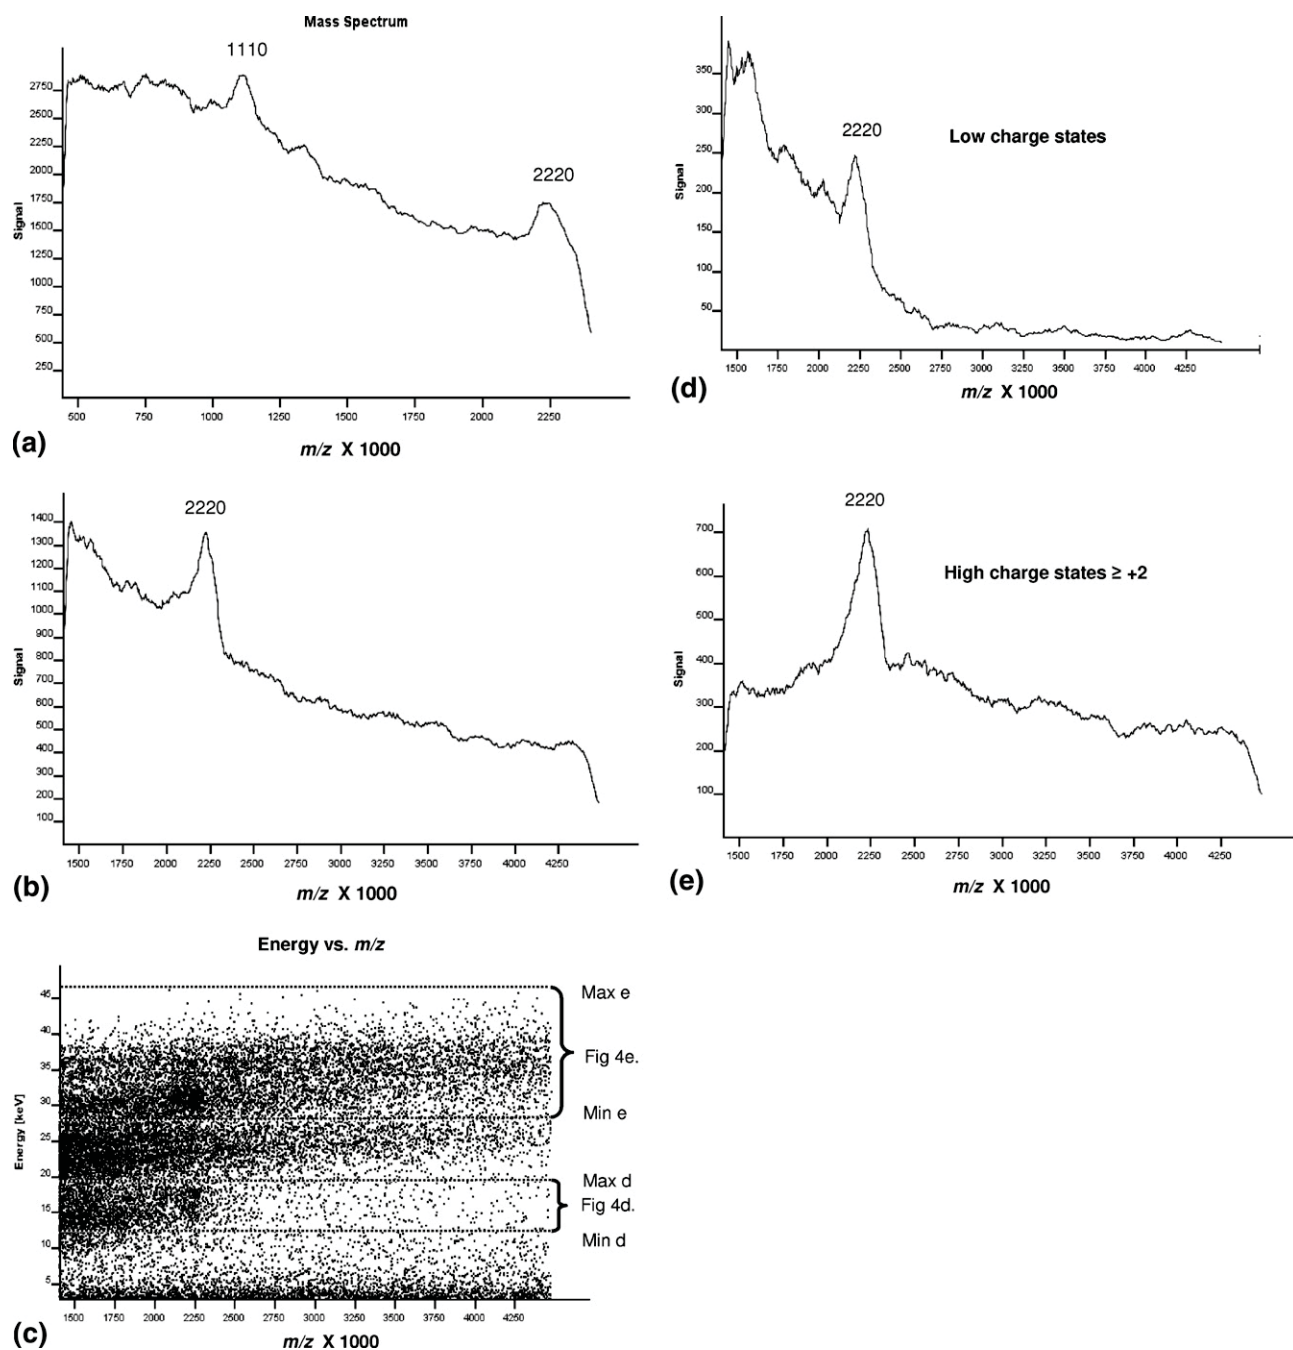 Mass Spectrum
1110
2220
2750
2500
2250
2000
1750
1500
1250
1000
750
500
250
Signal
500 750 1000 1250 1500 1750 2000 2250
m/z X 1000
(a)
2220
1400
1300
1200
1100
1000
900
800
700
600
500
400
300
200
100
Signal
1500 1750 2000 2250 2500 2750 3000 3250 3500 3750 4000 4250
m/z X 1000
(b)
Energy vs. m/z
45
40
35
30
25
20
15
10
5
Energy [keV]
Max e
Fig 4e.
Min e
Max d
Fig 4d.
Min d
1500 1750 2000 2250 2500 2750 3000 3250 3500 3750 4000 4250
m/z X 1000
(c)
2220
Low charge states
350
300
250
200
150
100
50
Signal
1500 1750 2000 2250 2500 2750 3000 3250 3500 3750 4000 4250
m/z X 1000
(d)
2220
High charge states ≥ +2
700
600
500
400
300
200
100
Signal
1500 1750 2000 2250 2500 2750 3000 3250 3500 3750 4000 4250
m/z X 1000
(e)